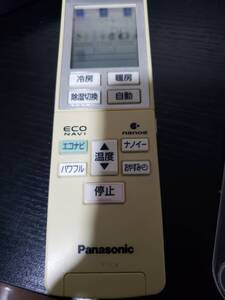 冷房 暖房
除湿切換 自動
ECO NAVI nanoe
エコナビ 温度 ナノイー
パワフル おやすみ
停止
Panasonic